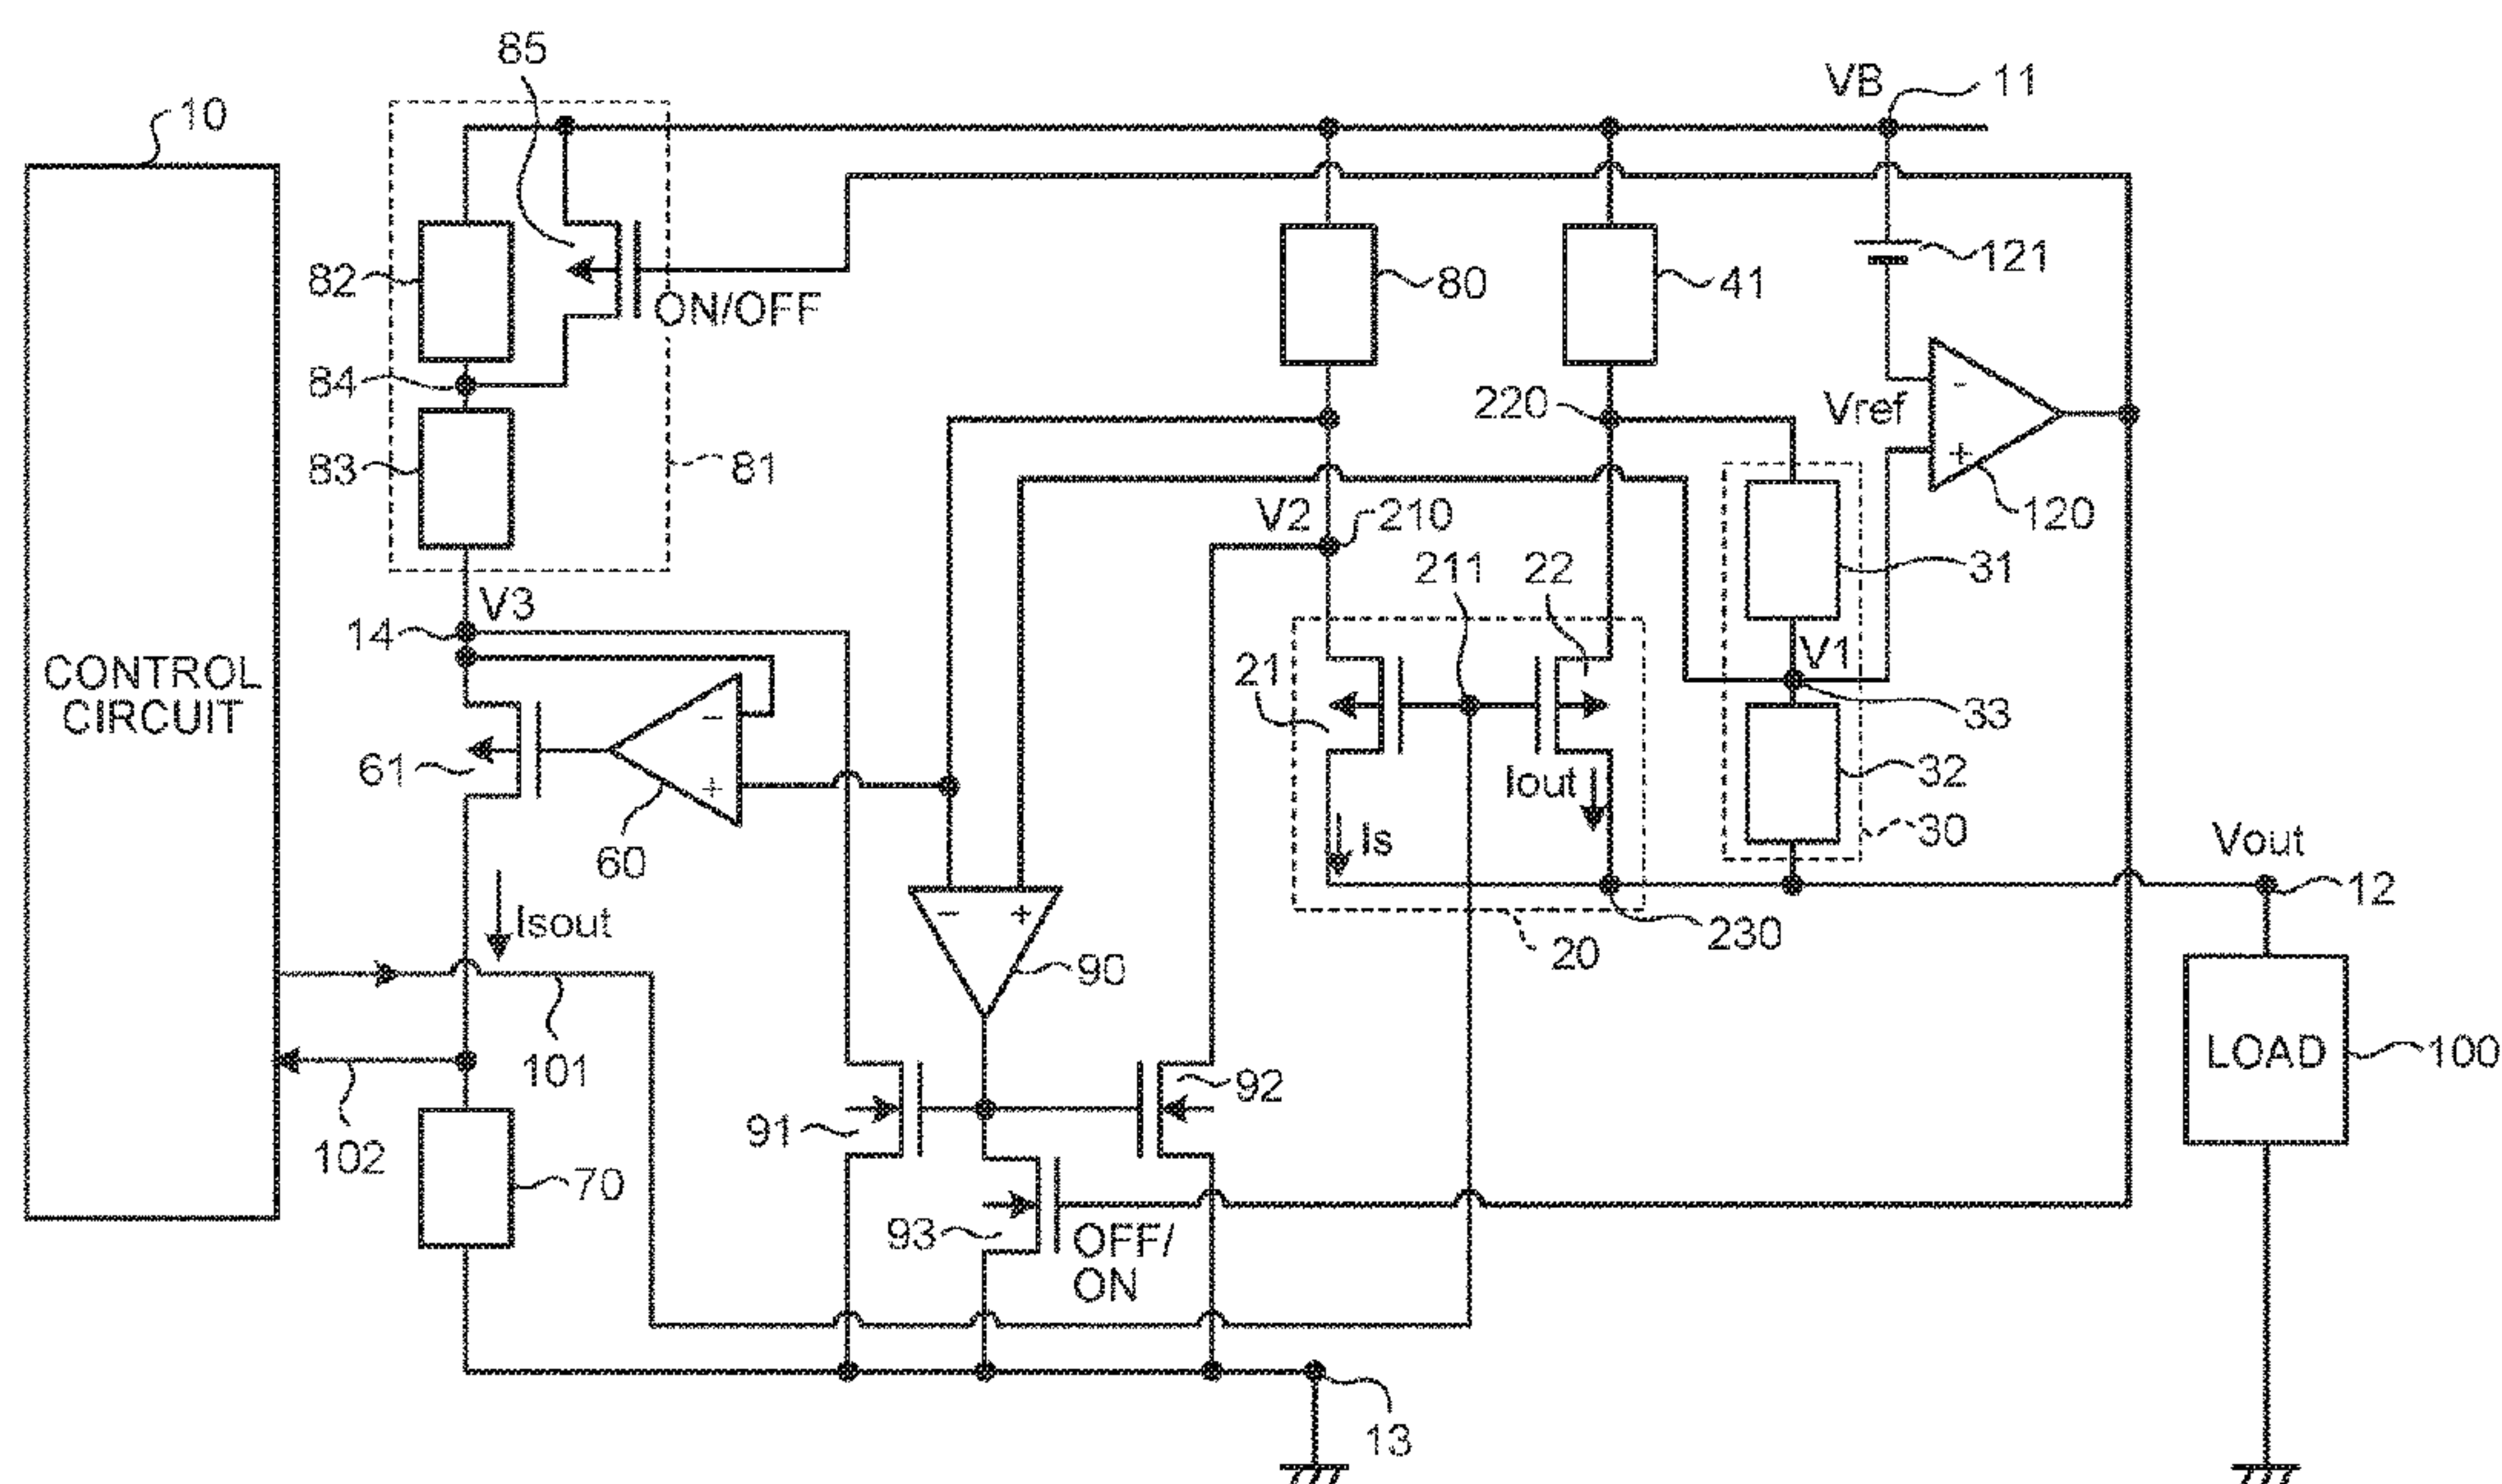 85
VB
11
10
82
ON/OFF
80
41
121
84
220
Vref
-
+
83
81
120
V2
210
211
22
31
V3
14
V1
CONTROL
CIRCUIT
21
33
-
+
61
Iout
32
60
Is
30
Vout
12
Isout
-
+
230
20
90
101
LOAD
100
92
91
102
70
93
OFF/
ON
13